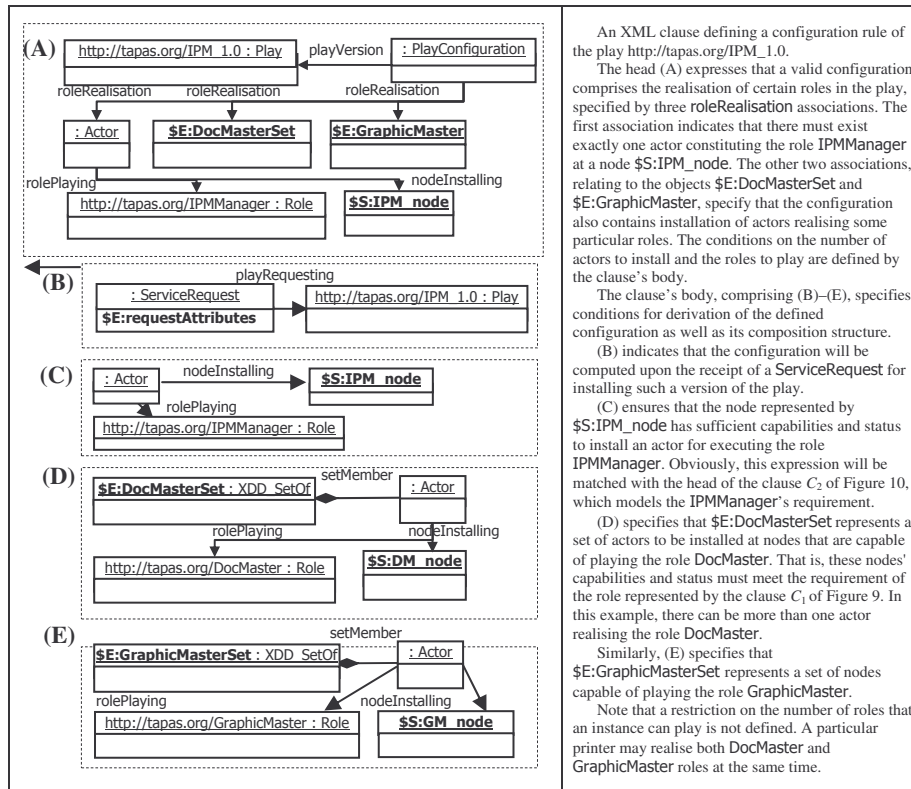 (A)
http://tapas.org/IPM_1.0 : Play
playVersion
: PlayConfiguration
roleRealisation
roleRealisation
roleRealisation
: Actor
$E:DocMasterSet
$E:GraphicMaster
rolePlaying
nodeInstalling
http://tapas.org/IPMManager : Role
$S:IPM_node
(B)
playRequesting
: ServiceRequest
$E:requestAttributes
http://tapas.org/IPM_1.0 : Play
(C)
: Actor
nodeInstalling
$S:IPM_node
rolePlaying
http://tapas.org/IPMManager : Role
(D)
setMember
$E:DocMasterSet : XDD_SetOf
: Actor
rolePlaying
nodeInstalling
http://tapas.org/DocMaster : Role
$S:DM_node
(E)
setMember
$E:GraphicMasterSet : XDD_SetOf
: Actor
rolePlaying
nodeInstalling
http://tapas.org/GraphicMaster : Role
$S:GM_node
An XML clause defining a configuration rule of
the play http://tapas.org/IPM_1.0.
The head (A) expresses that a valid configuration
comprises the realisation of certain roles in the play,
specified by three roleRealisation associations. The
first association indicates that there must exist
exactly one actor constituting the role IPMManager
at a node $S:IPM_node. The other two associations,
relating to the objects $E:DocMasterSet and
$E:GraphicMaster, specify that the configuration
also contains installation of actors realising some
particular roles. The conditions on the number of
actors to install and the roles to play are defined by
the clause's body.
The clause's body, comprising (B)–(E), specifies
conditions for derivation of the defined
configuration as well as its composition structure.
(B) indicates that the configuration will be
computed upon the receipt of a ServiceRequest for
installing such a version of the play.
(C) ensures that the node represented by
$S:IPM_node has sufficient capabilities and status
to install an actor for executing the role
IPMManager. Obviously, this expression will be
matched with the head of the clause C2 of Figure 10,
which models the IPMManager's requirement.
(D) specifies that $E:DocMasterSet represents a
set of actors to be installed at nodes that are capable
of playing the role DocMaster. That is, these nodes'
capabilities and status must meet the requirement of
the role represented by the clause C1 of Figure 9. In
this example, there can be more than one actor
realising the role DocMaster.
Similarly, (E) specifies that
$E:GraphicMasterSet represents a set of nodes
capable of playing the role GraphicMaster.
Note that a restriction on the number of roles that
an instance can play is not defined. A particular
printer may realise both DocMaster and
GraphicMaster roles at the same time.